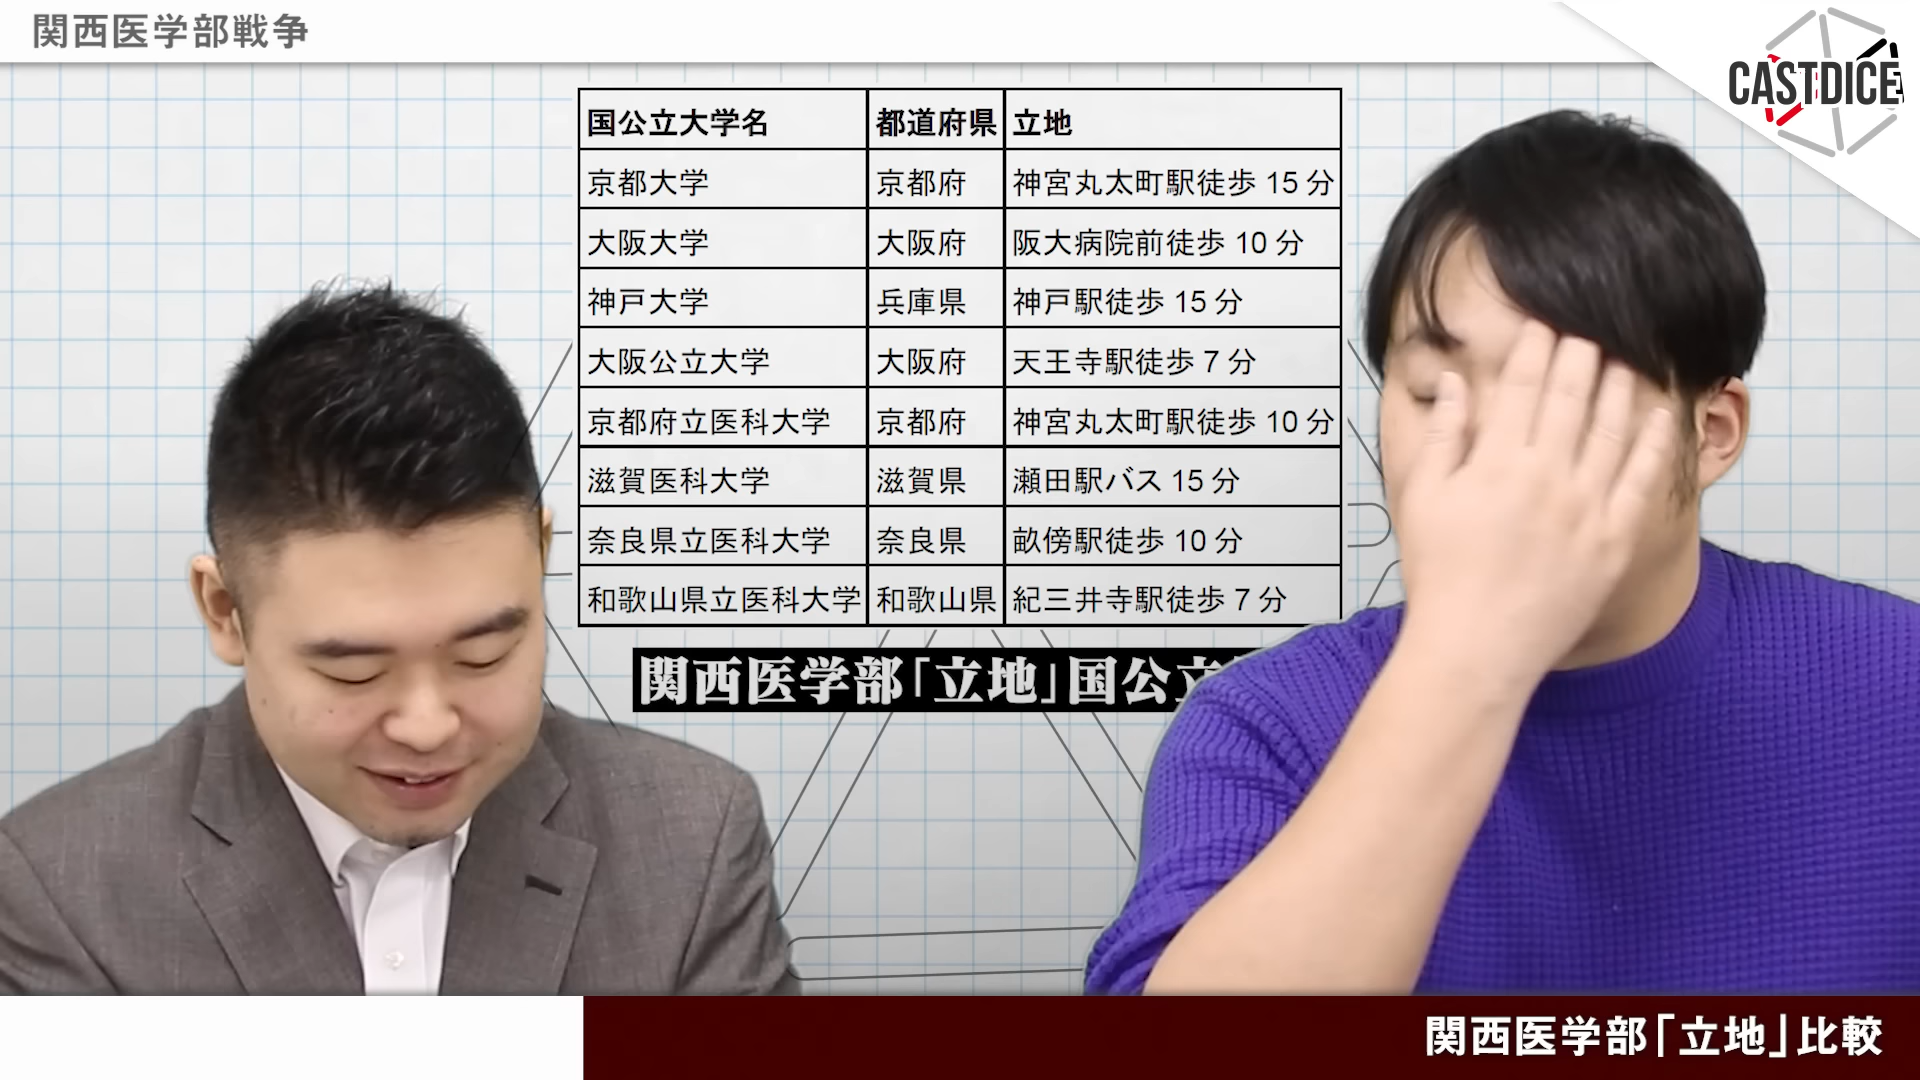 関西医学部戦争
CASTDICE
国公立大学名 都道府県 立地
京都大学 京都府 神宮丸太町駅徒歩 15 分
大阪大学 大阪府 阪大病院前徒歩 10 分
神戸大学 兵庫県 神戸駅徒歩 15 分
大阪公立大学 大阪府 天王寺駅徒歩 7 分
京都府立医科大学 京都府 神宮丸太町駅徒歩 10 分
滋賀医科大学 滋賀県 瀬田駅バス 15 分
奈良県立医科大学 奈良県 畝傍駅徒歩 10 分
和歌山県立医科大学 和歌山県 紀三井寺駅徒歩 7 分
関西医学部「立地」国公立
関西医学部「立地」比較